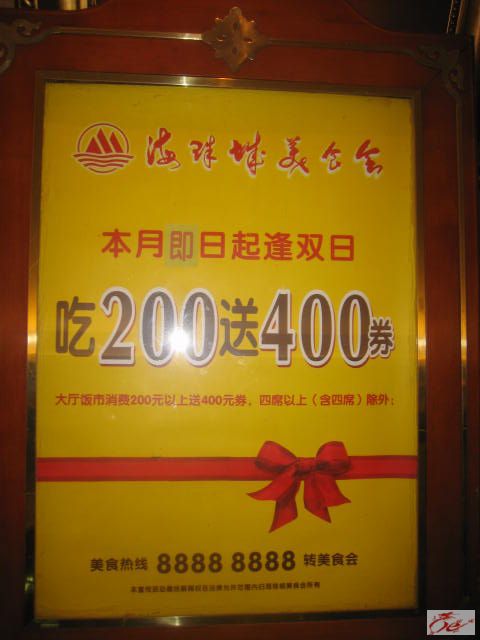 海珠城美食会
本月即日起逢双日
吃200送400券
大厅饭市消费200元以上送400元券，四席以上（含四席）除外；
美食热线 8888 8888 转美食会